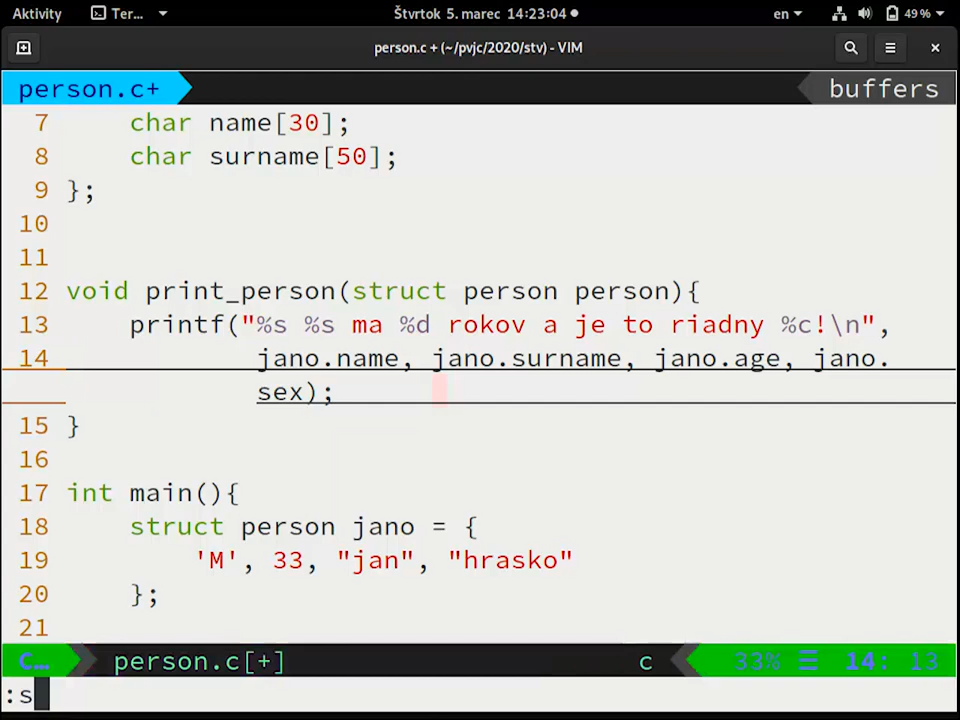 Aktivity Ter... Štvrtok 5. marec 14:23:04 en 49%
person.c + (~/pvjc/2020/stv) - VIM
person.c+ buffers
7 char name[30];
8 char surname[50];
9 };
10
11
12 void print_person(struct person person){
13 printf("%s %s ma %d rokov a je to riadny %c!\n",
14 jano.name, jano.surname, jano.age, jano.
sex);
15 }
16
17 int main(){
18 struct person jano = {
19 'M', 33, "jan", "hrasko"
20 };
21
C… person.c[+] c 33% ☰ 14: 13
:s